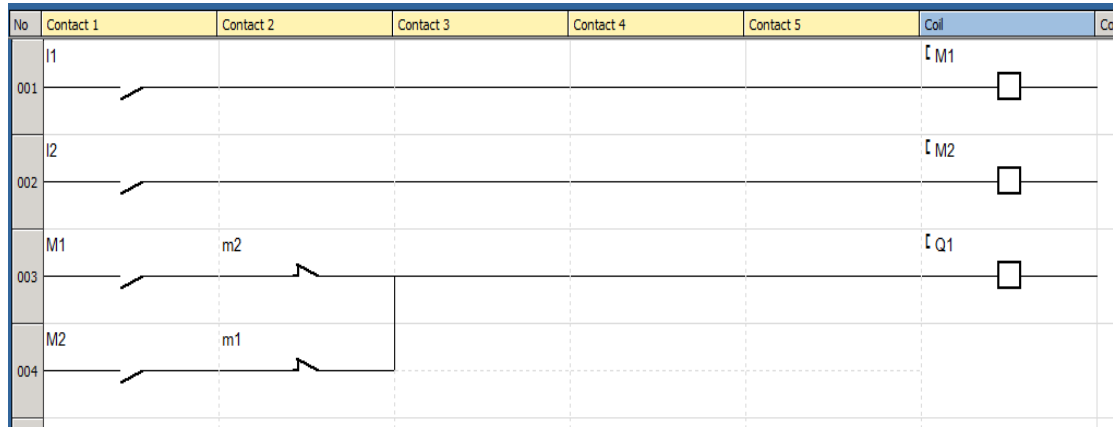 No Contact 1 Contact 2 Contact 3 Contact 4 Contact 5 Coil Co
I1 [ M1
001
I2 [ M2
002
M1 m2 [ Q1
003
M2 m1
004